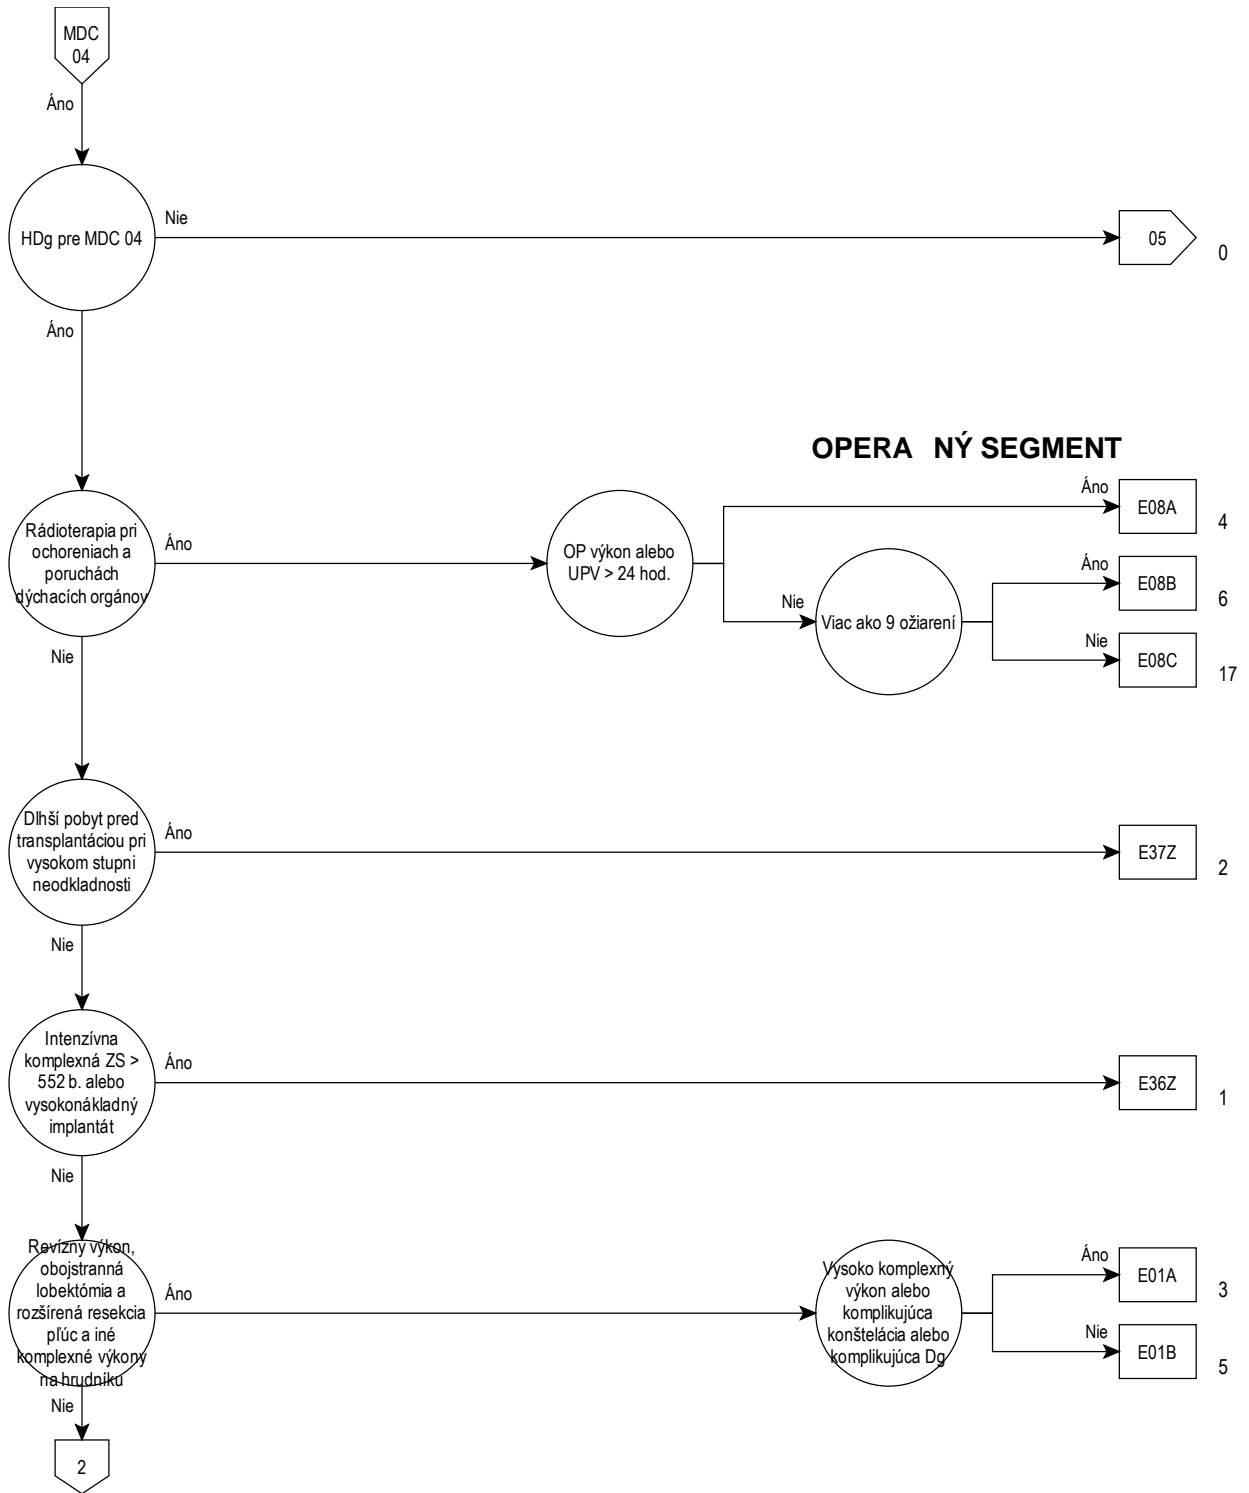 MDC
04
Áno
HDg pre MDC 04
Nie
05
0
Áno
OPERA NÝ SEGMENT
Rádioterapia pri
ochoreniach a
poruchách
dýchacích orgánov
Áno
OP výkon alebo
UPV > 24 hod.
Áno
E08A
4
Nie
Viac ako 9 ožiarení
Áno
E08B
6
Nie
E08C
17
Nie
Dlhší pobyt pred
transplantáciou pri
vysokom stupni
neodkladnosti
Áno
E37Z
2
Nie
Intenzívna
komplexná ZS >
552 b. alebo
vysokonákladný
implantát
Áno
E36Z
1
Nie
Revízny výkon,
obojstranná
lobektómia a
rozšírená resekcia
pľúc a iné
komplexné výkony
na hrudníku
Áno
Vysoko komplexný
výkon alebo
komplikujúca
konštelácia alebo
komplikujúca Dg
Áno
E01A
3
Nie
E01B
5
Nie
2